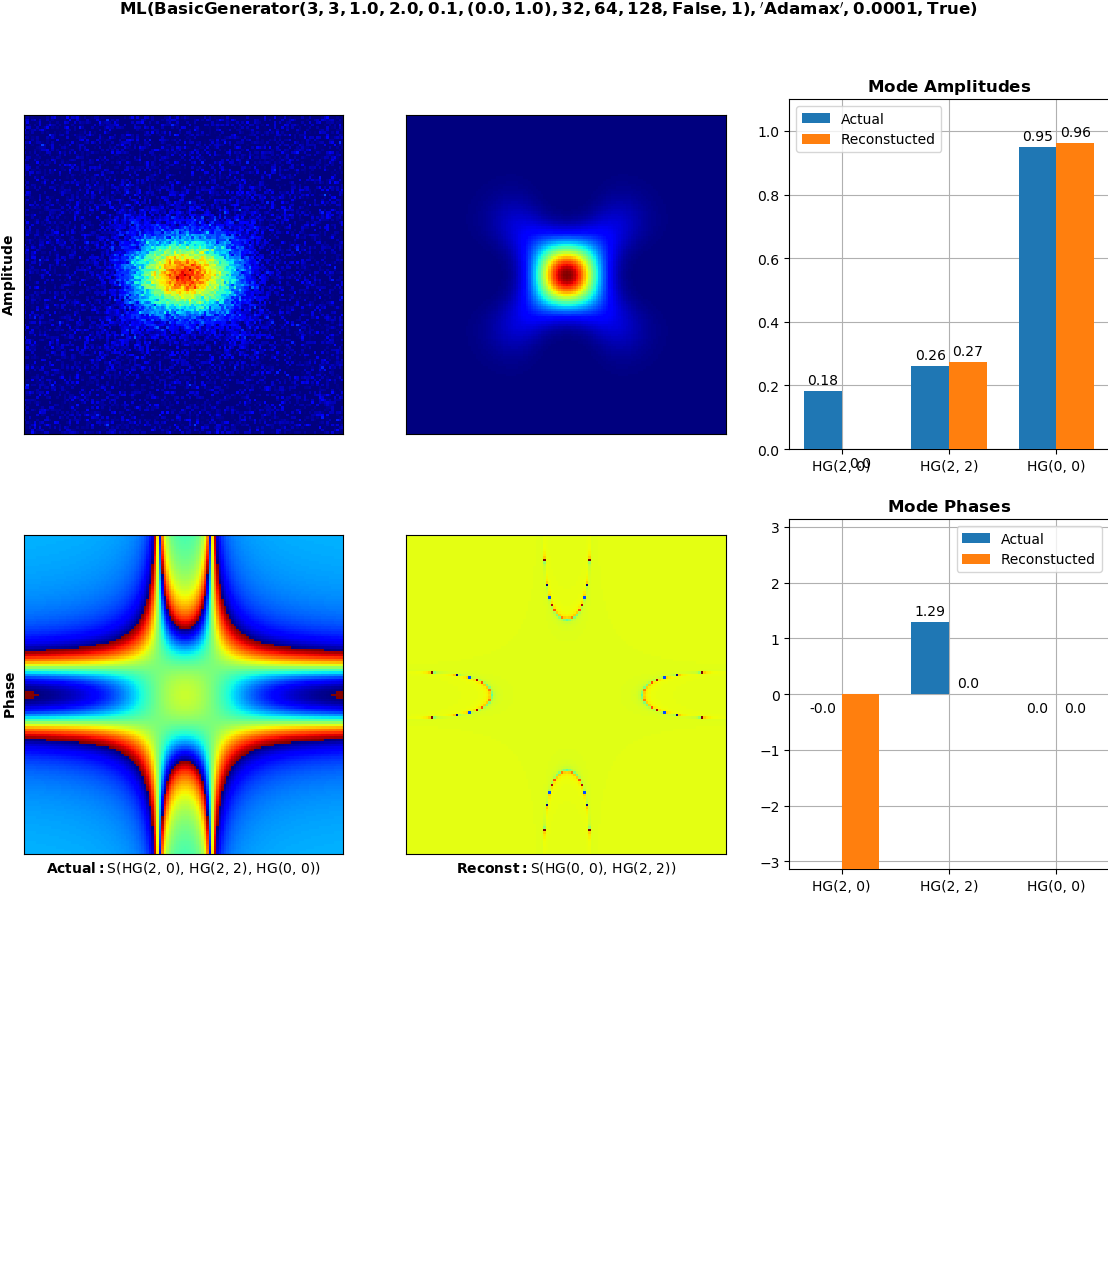 ML(BasicGenerator(3, 3, 1.0, 2.0, 0.1, (0.0, 1.0), 32, 64, 128, False, 1), ′Adamax′, 0.0001, True)
Amplitude
Mode Amplitudes
Actual
Reconstucted
1.0
0.8
0.6
0.4
0.2
0.0
0.18
0.0
0.26
0.27
0.95
0.96
HG(2, 0)
HG(2, 2)
HG(0, 0)
Phase
Actual: S(HG(2, 0), HG(2, 2), HG(0, 0))
Reconst: S(HG(0, 0), HG(2, 2))
Mode Phases
Actual
Reconstucted
3
2
1
0
−1
−2
−3
-0.0
1.29
0.0
0.0
0.0
HG(2, 0)
HG(2, 2)
HG(0, 0)